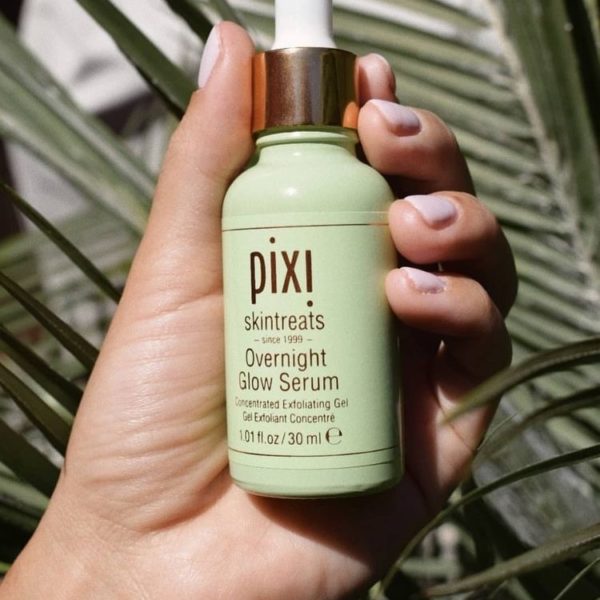 pixi
skintreats
– since 1999 –
Overnight
Glow Serum
Concentrated Exfoliating Gel
Gel Exfoliant Concentré
1.01 fl.oz/30 ml ℮